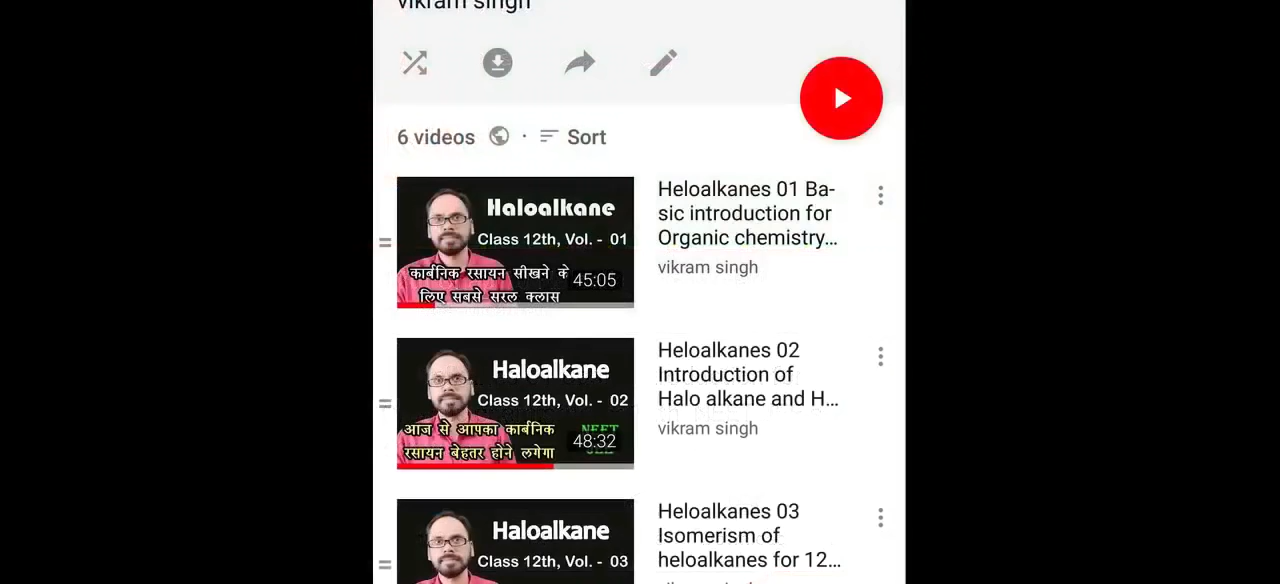 vikram singh
6 videos · Sort
Haloalkane
Class 12th, Vol. - 01
कार्बनिक रसायन सीखने के
लिए सबसे सरल क्लास
45:05
Heloalkanes 01 Ba-
sic introduction for
Organic chemistry...
vikram singh
Haloalkane
Class 12th, Vol. - 02
आज से आपका कार्बनिक
रसायन बेहतर होने लगेगा
NEET
48:32
Heloalkanes 02
Introduction of
Halo alkane and H...
vikram singh
Haloalkane
Class 12th, Vol. - 03
Heloalkanes 03
Isomerism of
heloalkanes for 12...